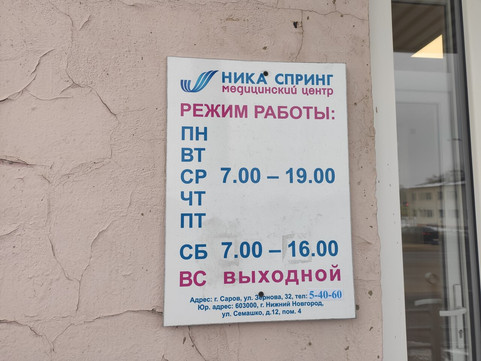 НИКА СПРИНГ
медицинский центр
РЕЖИМ РАБОТЫ:
ПН
ВТ
СР 7.00 – 19.00
ЧТ
ПТ
СБ 7.00 – 16.00
ВС ВЫХОДНОЙ
Адрес: г. Саров, ул. Зернова, 32, тел: 5-40-60
Юр. адрес: 603000, г. Нижний Новгород,
ул. Семашко, д.12, пом. 4